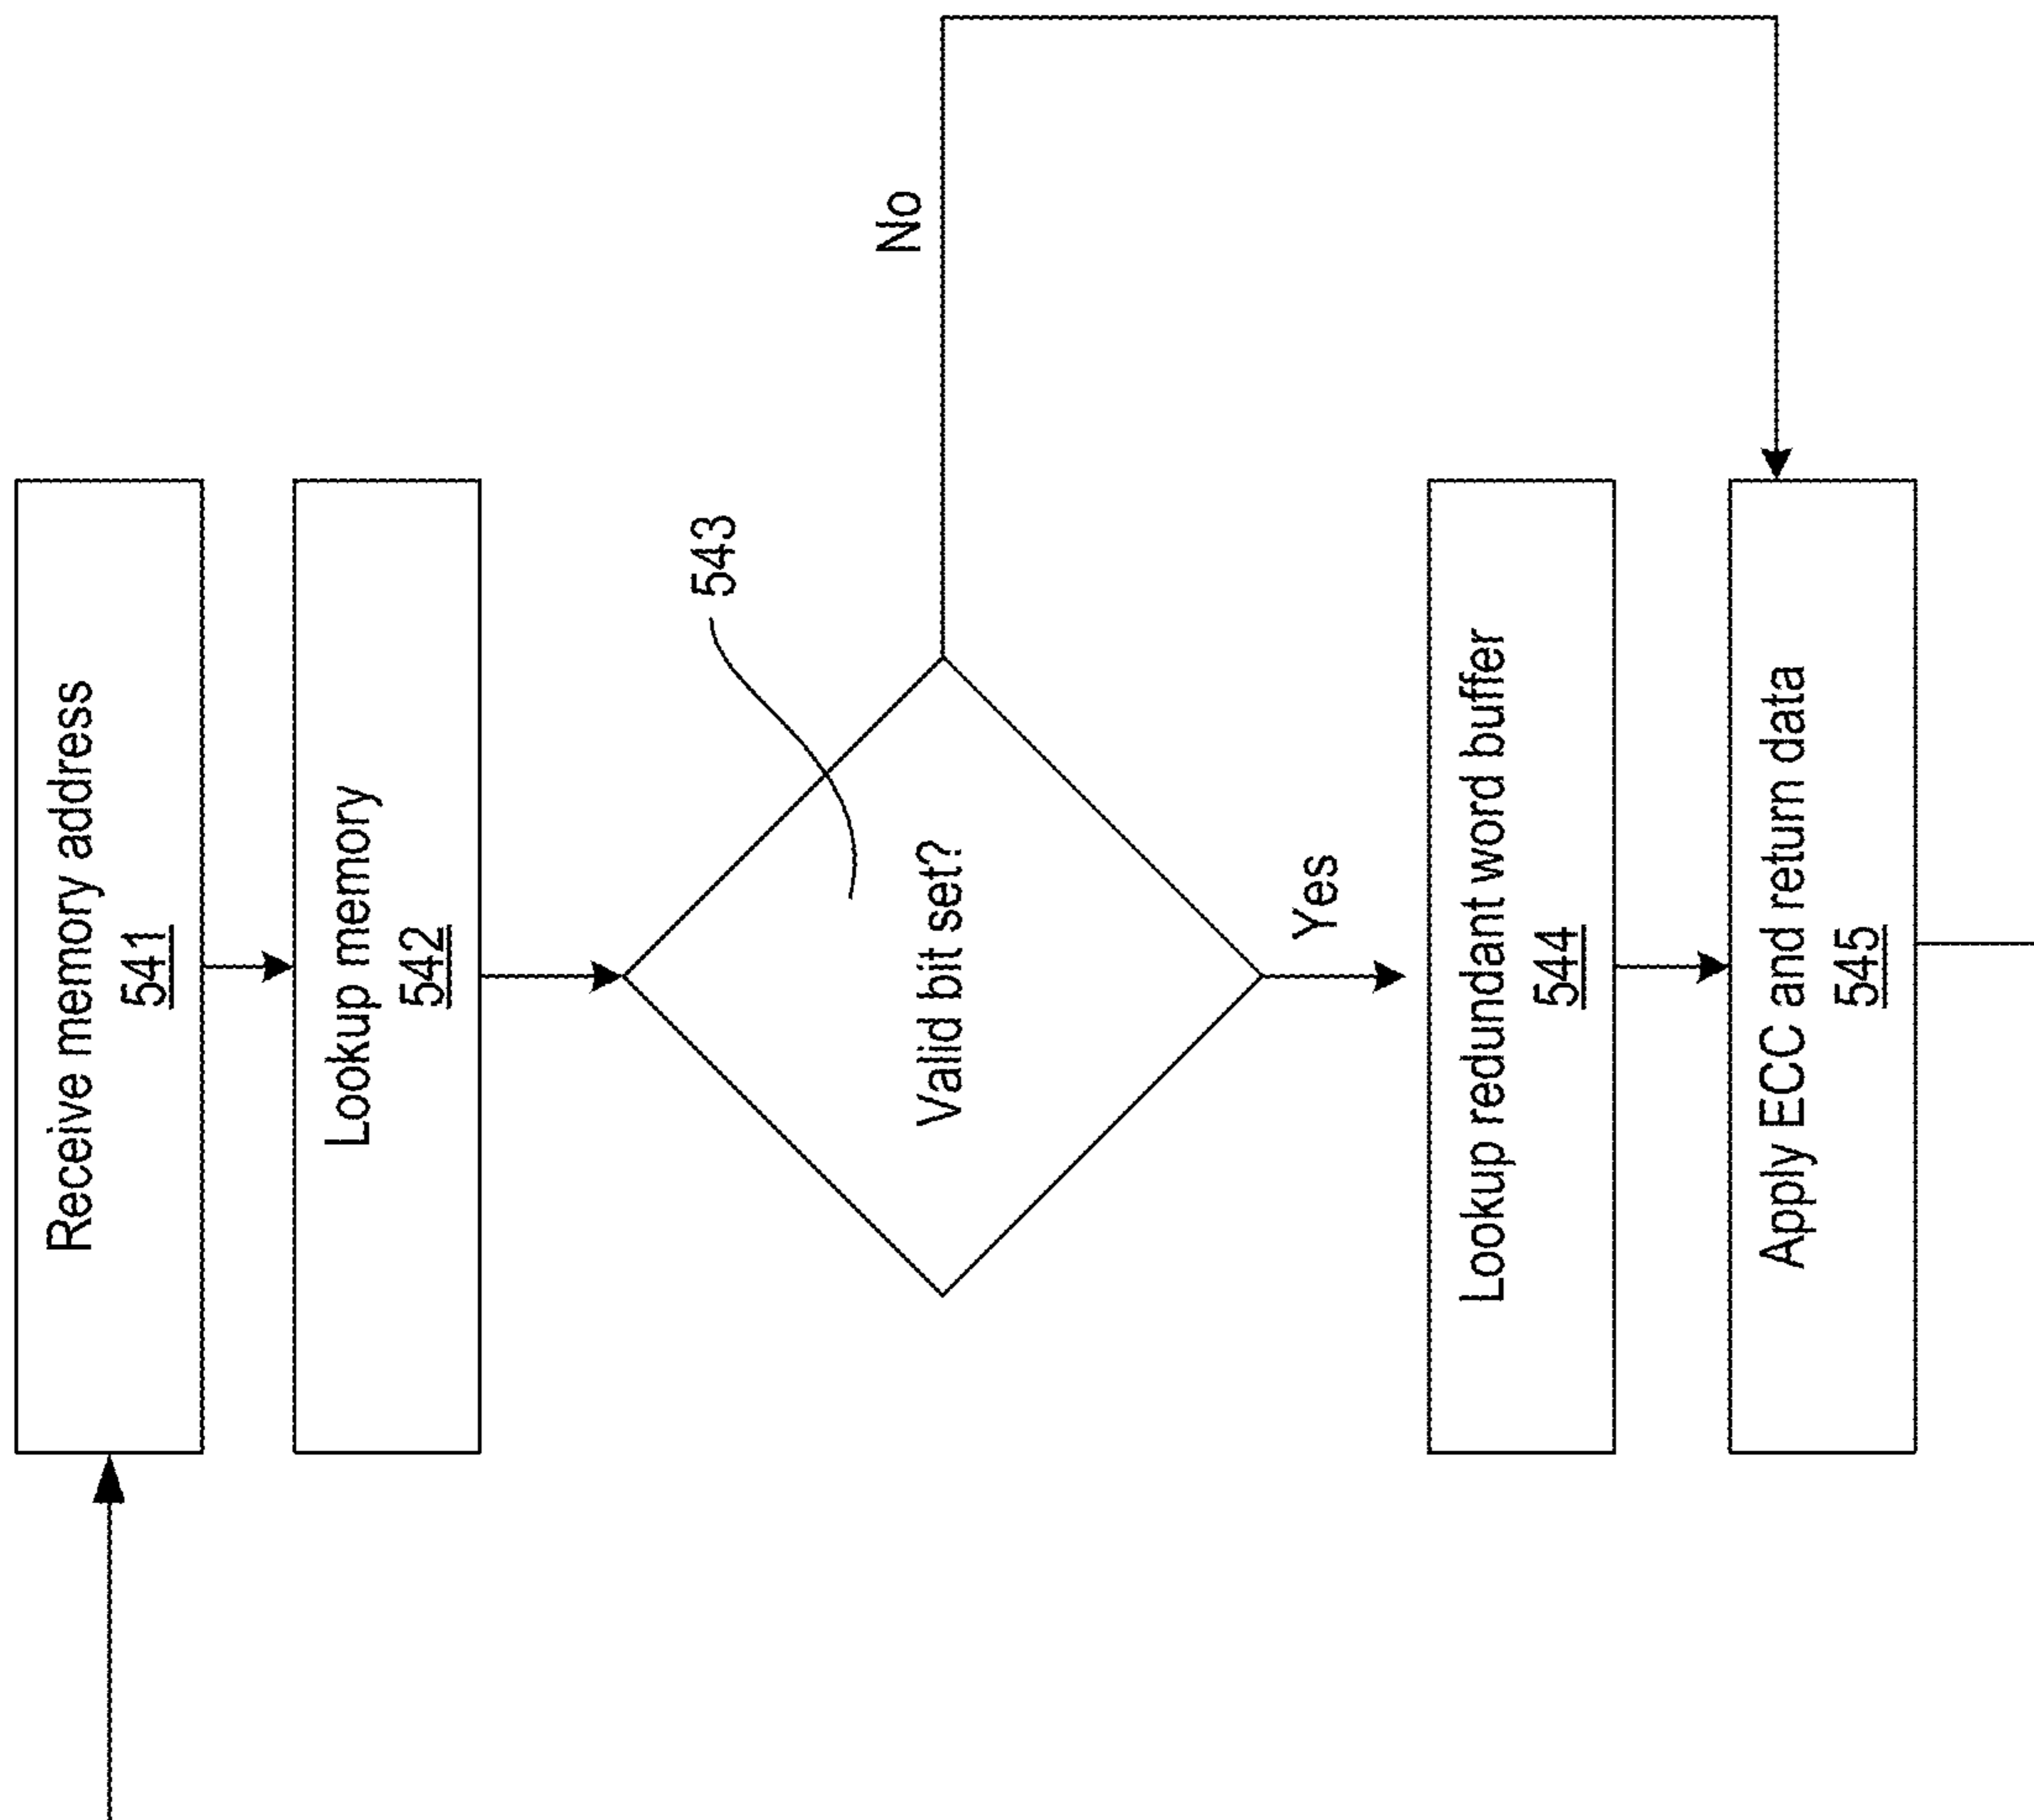 Receive memory address
541
Lookup memory
542
543
Valid bit set?
No
Yes
Lookup redundant word buffer
544
Apply ECC and return data
545